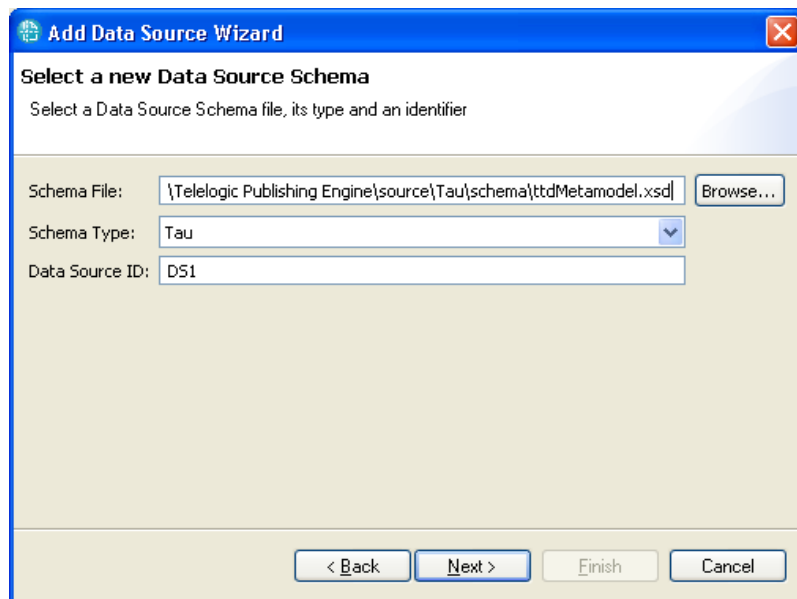 Add Data Source Wizard
Select a new Data Source Schema
Select a Data Source Schema file, its type and an identifier
Schema File: \Telelogic Publishing Engine\source\Tau\schema\ttdMetamodel.xsd Browse...
Schema Type: Tau
Data Source ID: DS1
< Back Next > Finish Cancel